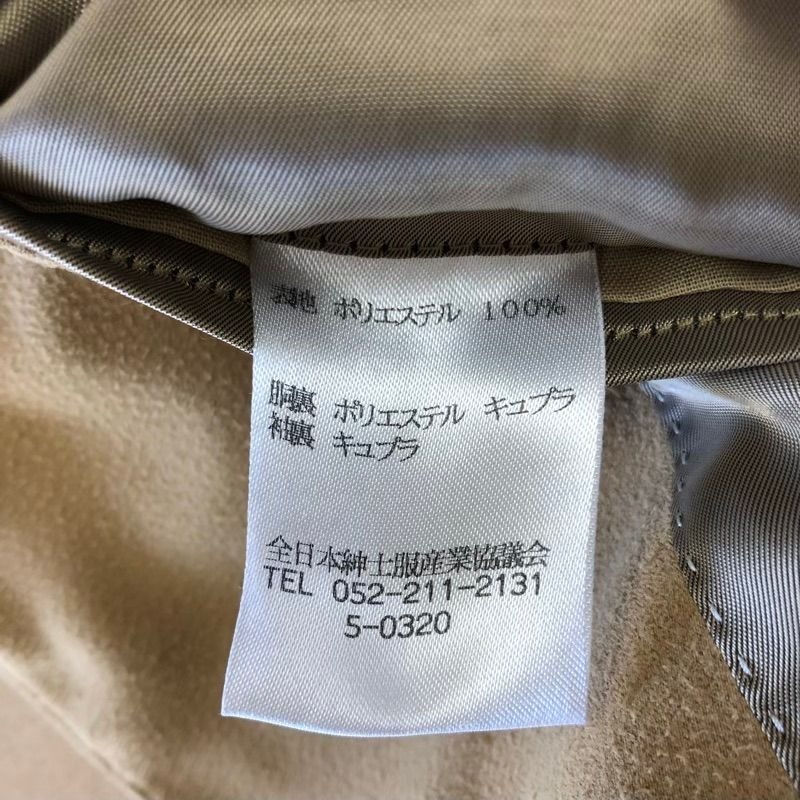 表地 ポリエステル 100%
胴裏 ポリエステル キュプラ
袖裏 キュプラ
全日本紳士服産業協議会
TEL 052-211-2131
5-0320